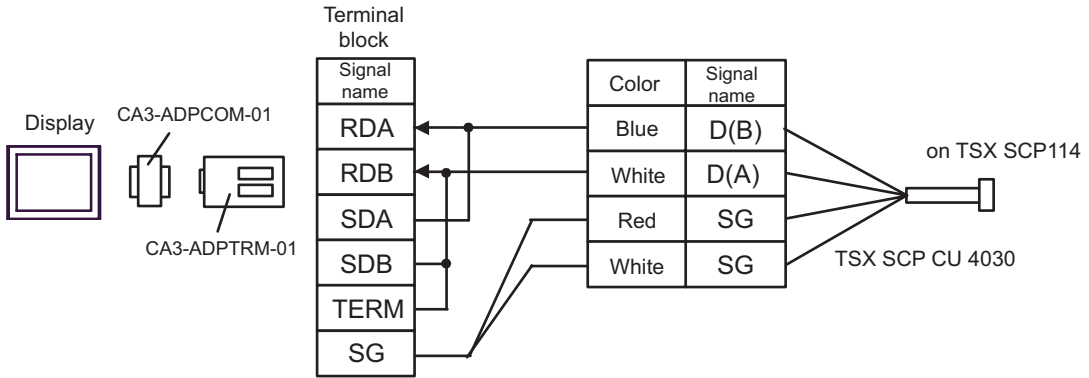 Terminal
block
Display
CA3-ADPCOM-01
CA3-ADPTRM-01
Signal
name
RDA
RDB
SDA
SDB
TERM
SG
Color
Signal
name
Blue
D(B)
White
D(A)
Red
SG
White
SG
on TSX SCP114
TSX SCP CU 4030